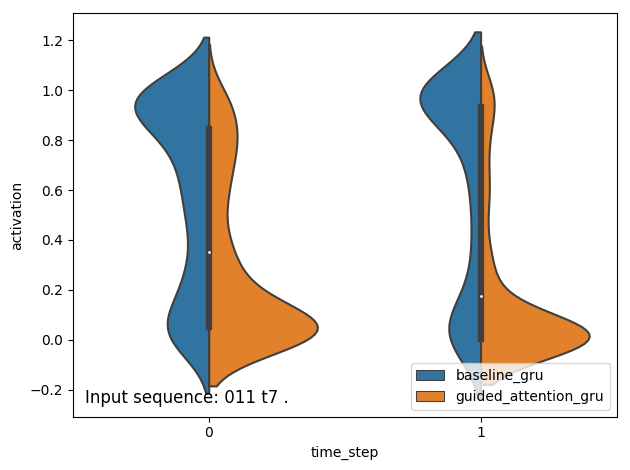 1.2
1.0
0.8
0.6
0.4
0.2
0.0
−0.2
activation
Input sequence: 011 t7 .
baseline_gru
guided_attention_gru
0
1
time_step